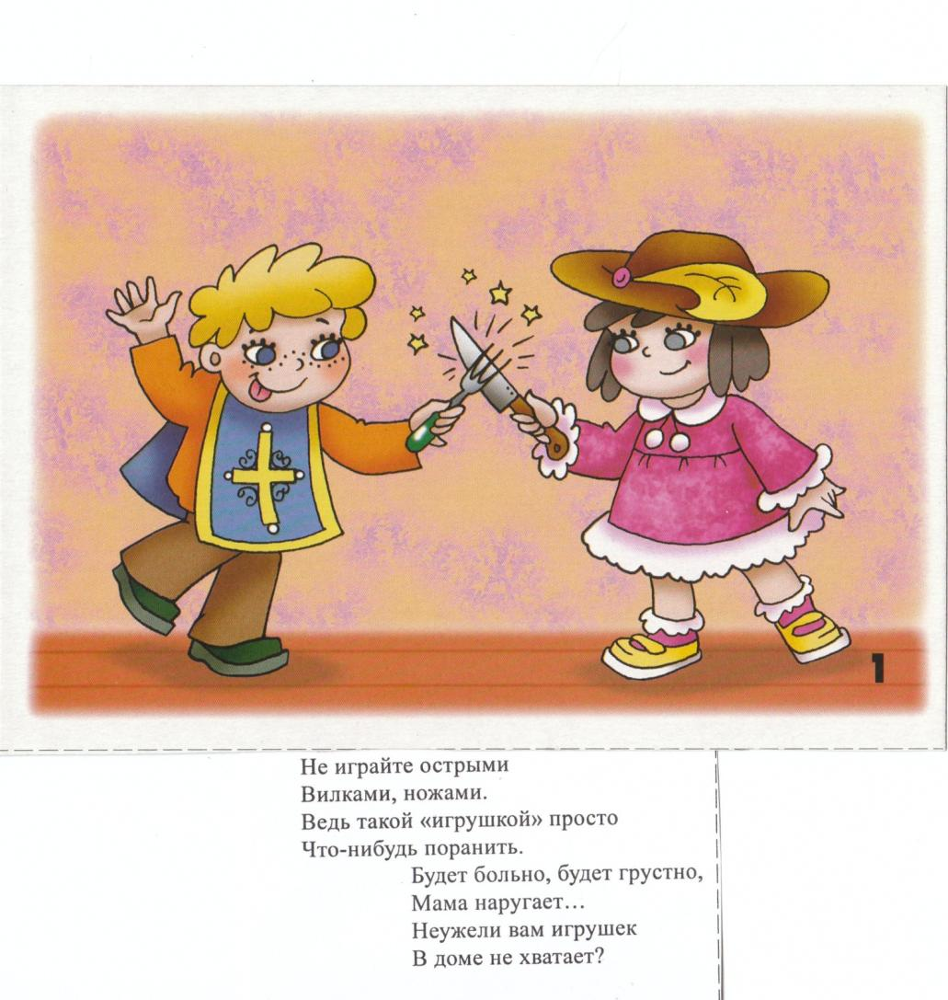 1
Не играйте острыми
Вилками, ножами.
Ведь такой «игрушкой» просто
Что-нибудь поранить.
Будет больно, будет грустно,
Мама наругает...
Неужели вам игрушек
В доме не хватает?